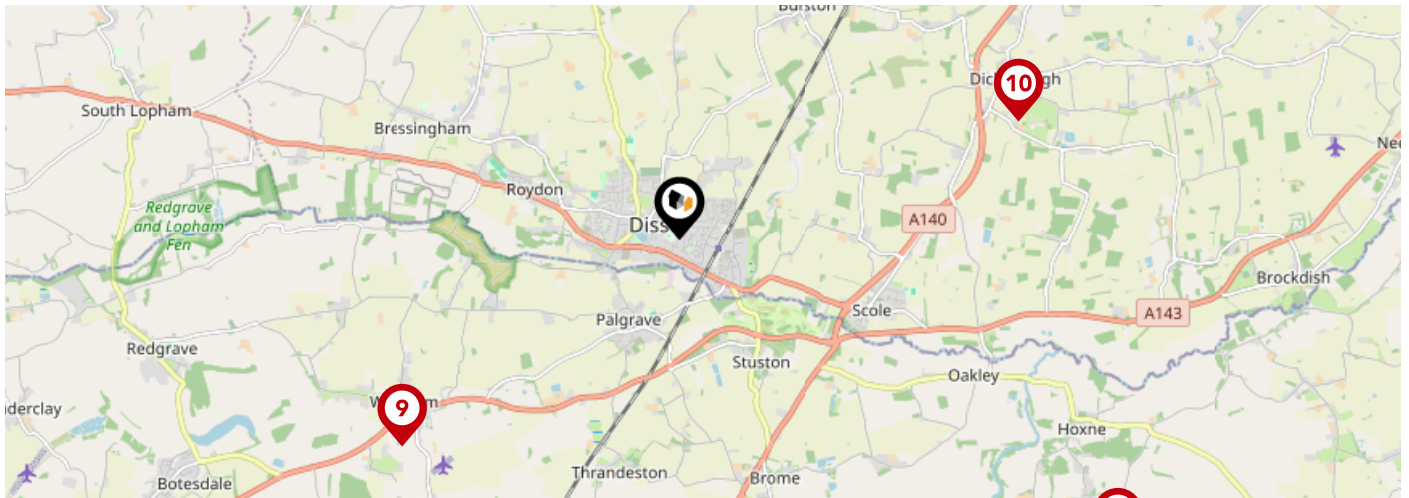 Burston
10
South Lopham
Bressingham
Roydon
Redgrave
and Lopham
Fen
Diss
A140
Brockdish
Scole
A143
Palgrave
Redgrave
Stuston
Oakley
9
Hoxne
Thrandeston
Brome
Botesdale